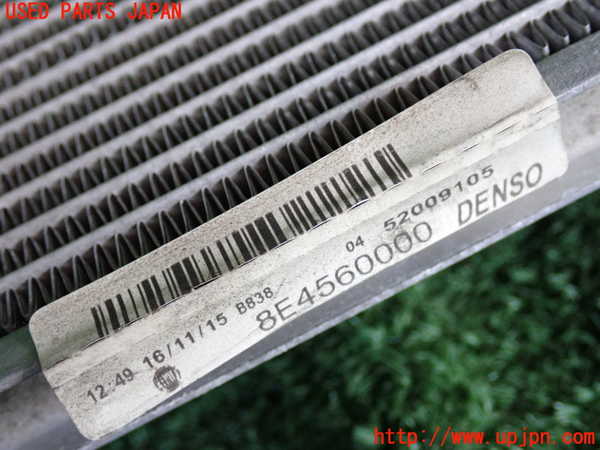 USED PARTS JAPAN
04 52009105
8E4560000 DENSO
12:49 16/11/15 B838
http://www.upjpn.com/